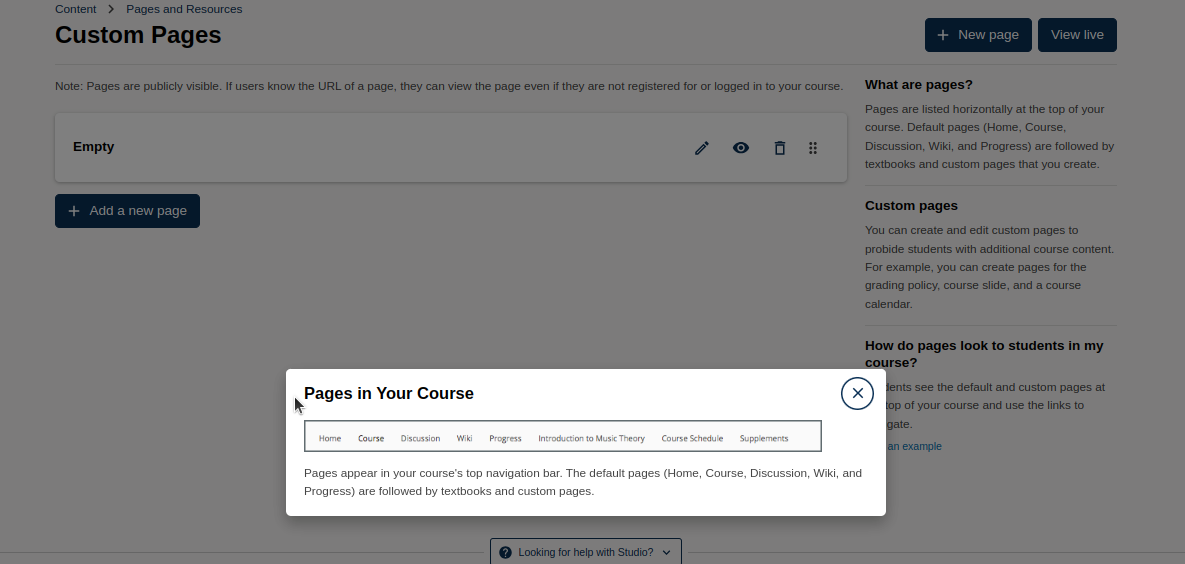 Content > Pages and Resources
Custom Pages
+ New page
View live
Note: Pages are publicly visible. If users know the URL of a page, they can view the page even if they are not registered for or logged in to your course.
Empty
+ Add a new page
What are pages?
Pages are listed horizontally at the top of your
course. Default pages (Home, Course,
Discussion, Wiki, and Progress) are followed by
textbooks and custom pages that you create.
Custom pages
You can create and edit custom pages to
probide students with additional course content.
For example, you can create pages for the
grading policy, course slide, and a course
calendar.
How do pages look to students in my
course?
dents see the default and custom pages at
top of your course and use the links to
gate.
an example
Pages in Your Course
Home Course Discussion Wiki Progress Introduction to Music Theory Course Schedule Supplements
Pages appear in your course's top navigation bar. The default pages (Home, Course, Discussion, Wiki, and
Progress) are followed by textbooks and custom pages.
Looking for help with Studio?